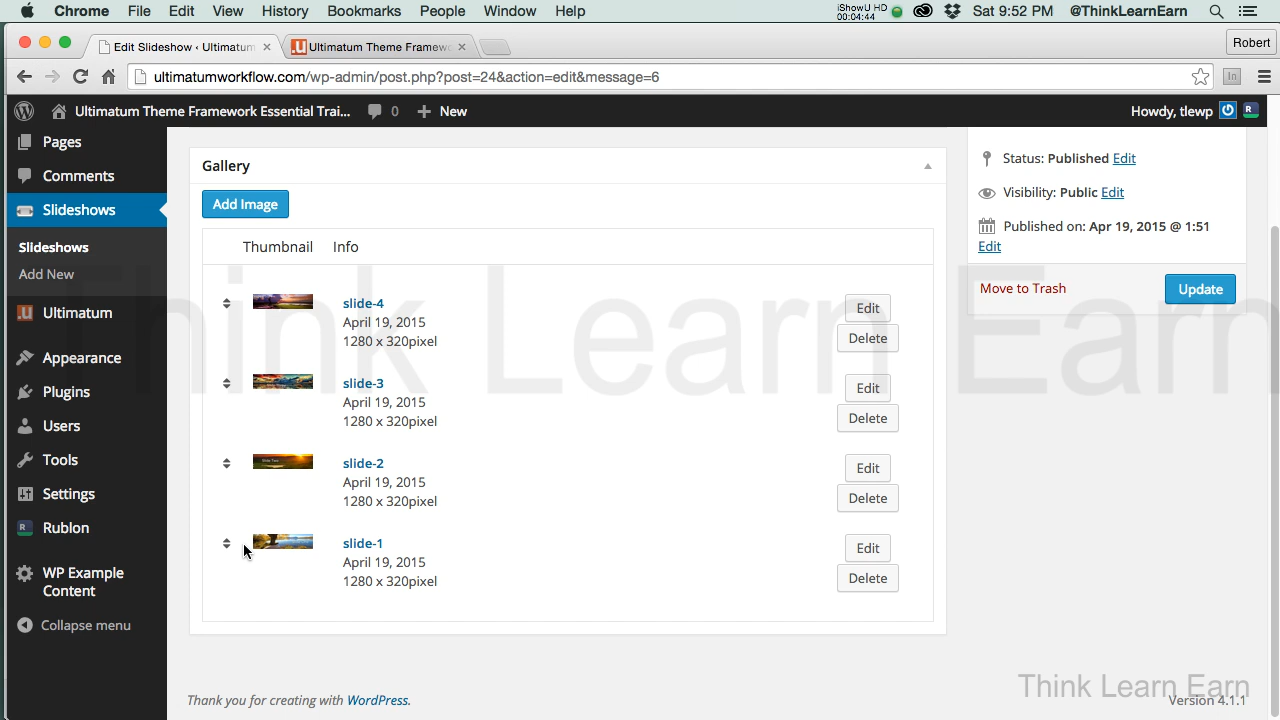 Chrome File Edit View History Bookmarks People Window Help iShowU HD 00:04:44 Sat 9:52 PM @ThinkLearnEarn
Edit Slideshow ‹ Ultimatum Ultimatum Theme Framew Robert
ultimatumworkflow.com/wp-admin/post.php?post=24&action=edit&message=6
Ultimatum Theme Framework Essential Trai... 0 New Howdy, tlewp
Pages
Comments
Slideshows
Slideshows
Add New
Ultimatum
Appearance
Plugins
Users
Tools
Settings
Rublon
WP Example
Content
Collapse menu
Gallery
Add Image
Thumbnail Info
slide-4
April 19, 2015
1280 x 320pixel
Edit
Delete
slide-3
April 19, 2015
1280 x 320pixel
Edit
Delete
slide-2
April 19, 2015
1280 x 320pixel
Edit
Delete
slide-1
April 19, 2015
1280 x 320pixel
Edit
Delete
Status: Published Edit
Visibility: Public Edit
Published on: Apr 19, 2015 @ 1:51
Edit
Move to Trash Update
Think Learn Earn
Think Learn Earn
Thank you for creating with WordPress.
Version 4.1.1